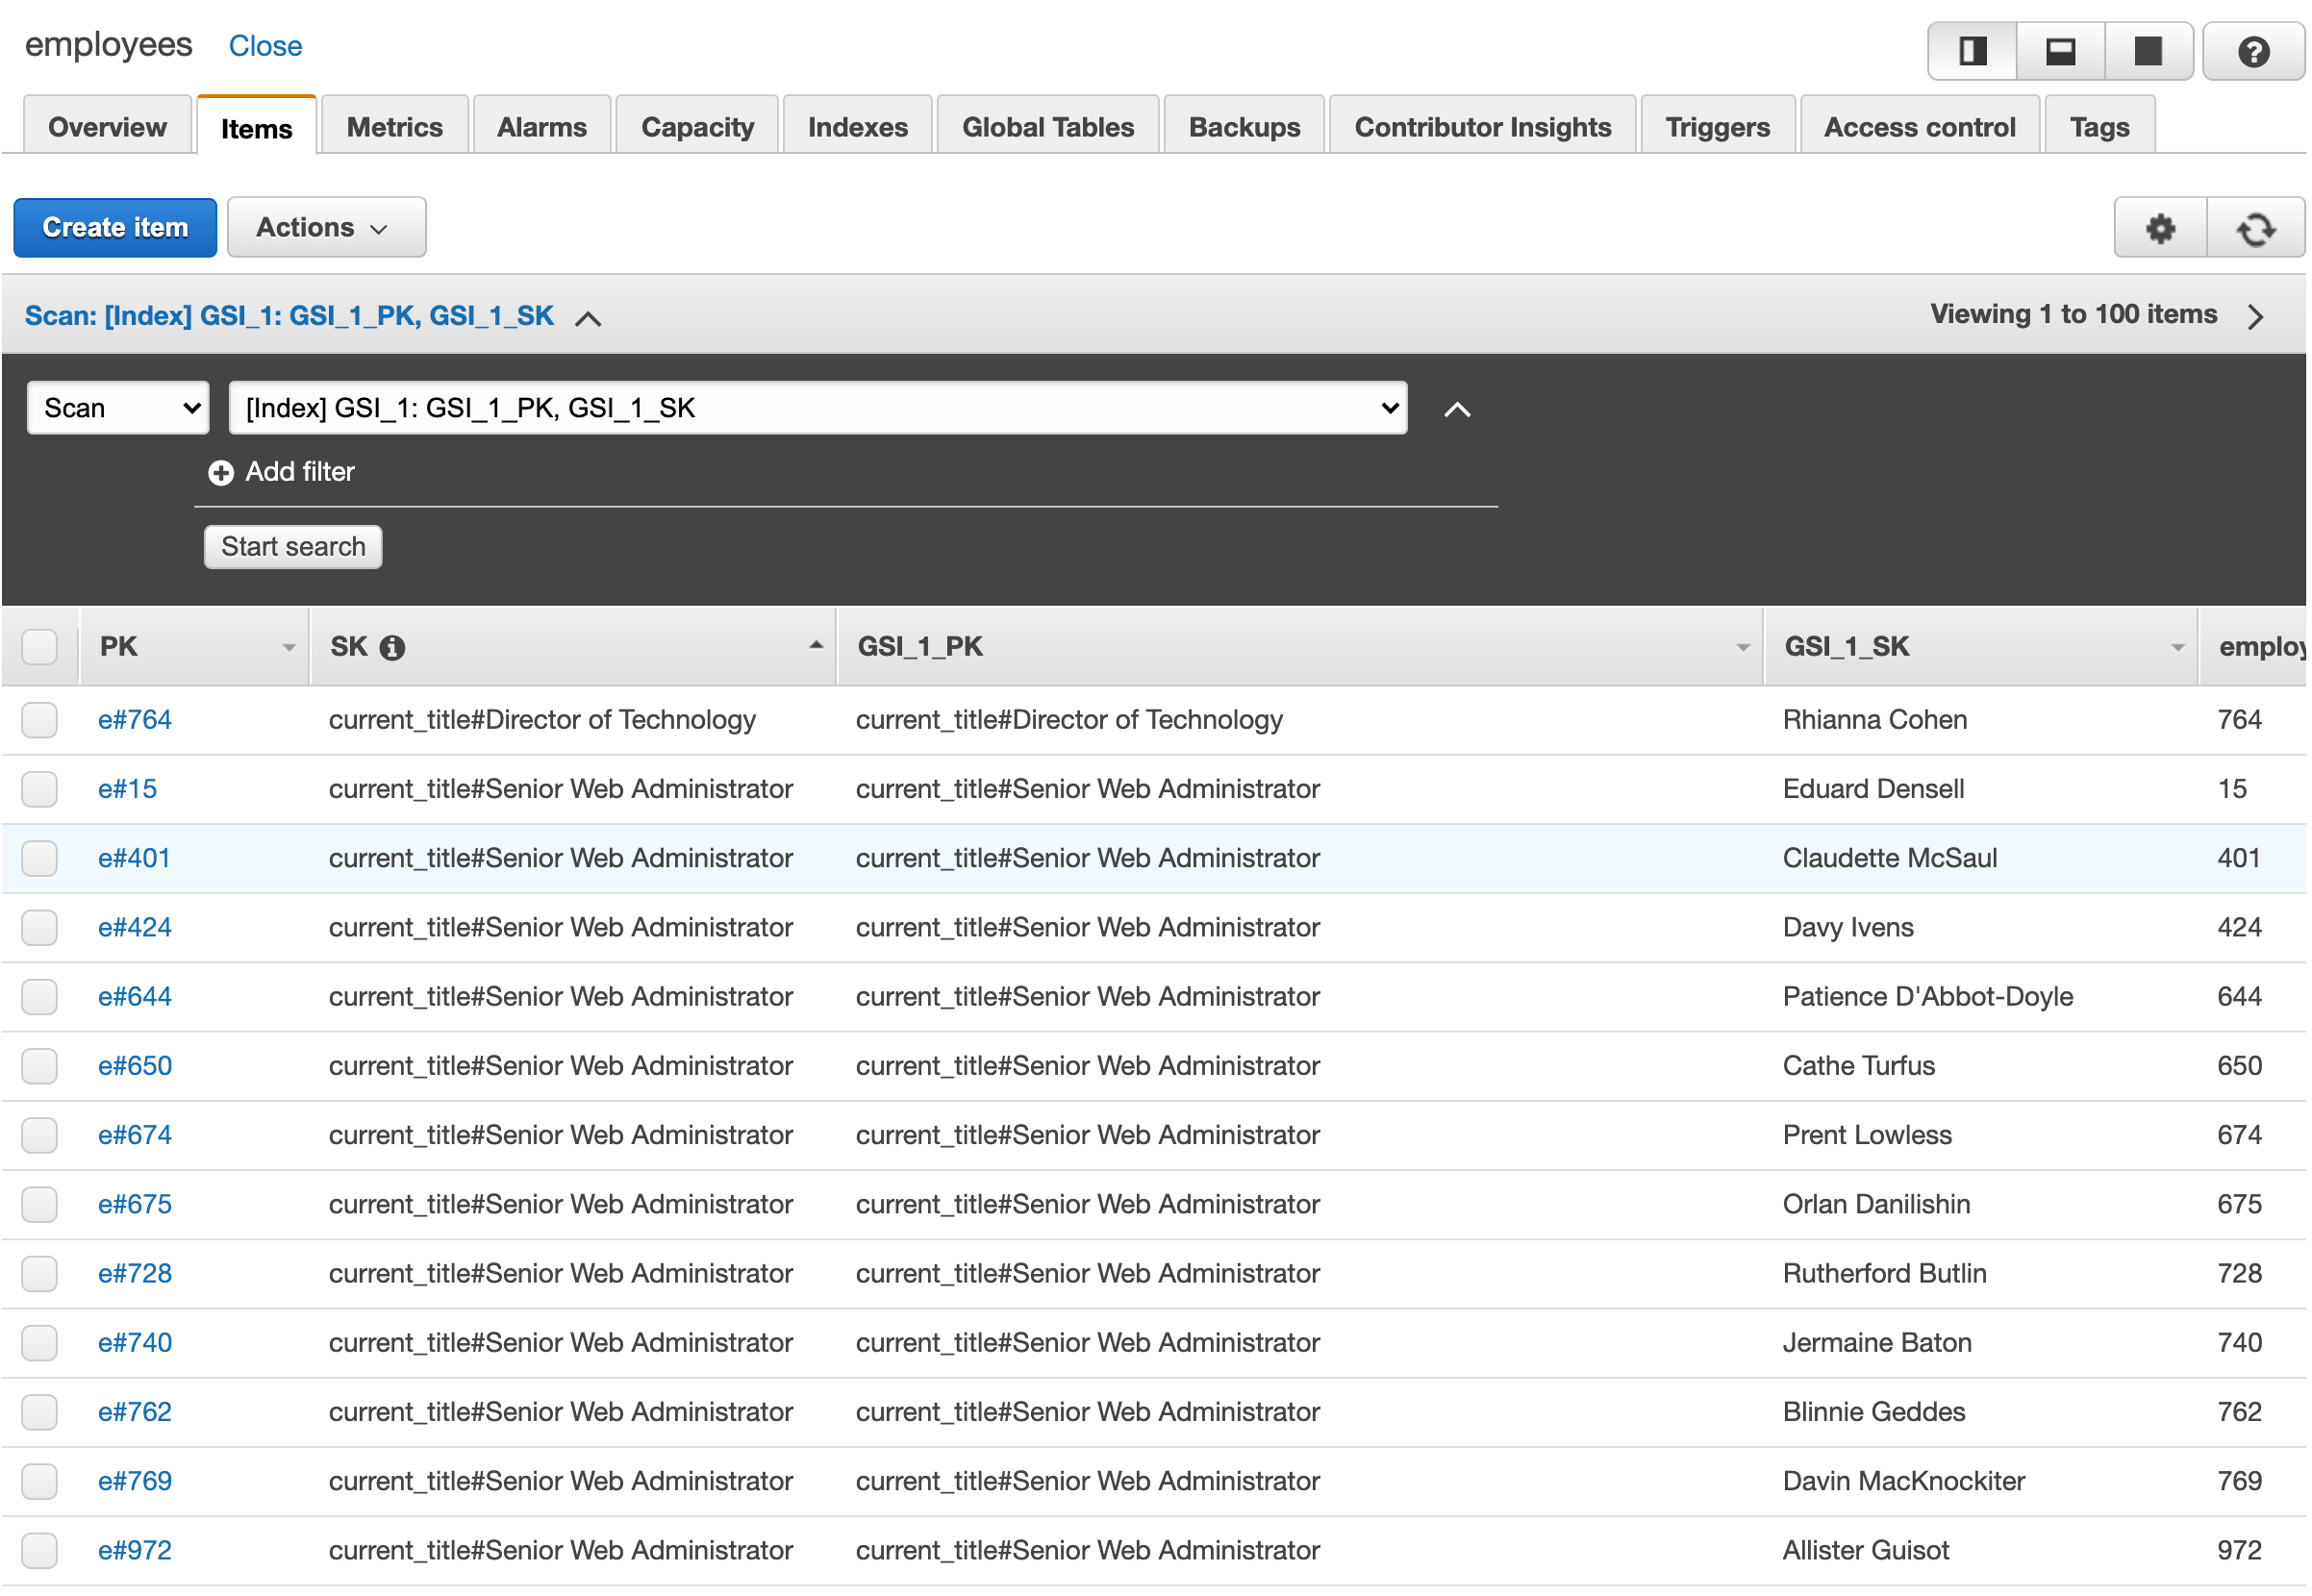 employees Close
Overview Items Metrics Alarms Capacity Indexes Global Tables Backups Contributor Insights Triggers Access control Tags
Create item Actions
Scan: [Index] GSI_1: GSI_1_PK, GSI_1_SK Viewing 1 to 100 items
Scan [Index] GSI_1: GSI_1_PK, GSI_1_SK
Add filter
Start search
PK SK GSI_1_PK GSI_1_SK employ
e#764 current_title#Director of Technology current_title#Director of Technology Rhianna Cohen 764
e#15 current_title#Senior Web Administrator current_title#Senior Web Administrator Eduard Densell 15
e#401 current_title#Senior Web Administrator current_title#Senior Web Administrator Claudette McSaul 401
e#424 current_title#Senior Web Administrator current_title#Senior Web Administrator Davy Ivens 424
e#644 current_title#Senior Web Administrator current_title#Senior Web Administrator Patience D'Abbot-Doyle 644
e#650 current_title#Senior Web Administrator current_title#Senior Web Administrator Cathe Turfus 650
e#674 current_title#Senior Web Administrator current_title#Senior Web Administrator Prent Lowless 674
e#675 current_title#Senior Web Administrator current_title#Senior Web Administrator Orlan Danilishin 675
e#728 current_title#Senior Web Administrator current_title#Senior Web Administrator Rutherford Butlin 728
e#740 current_title#Senior Web Administrator current_title#Senior Web Administrator Jermaine Baton 740
e#762 current_title#Senior Web Administrator current_title#Senior Web Administrator Blinnie Geddes 762
e#769 current_title#Senior Web Administrator current_title#Senior Web Administrator Davin MacKnockiter 769
e#972 current_title#Senior Web Administrator current_title#Senior Web Administrator Allister Guisot 972